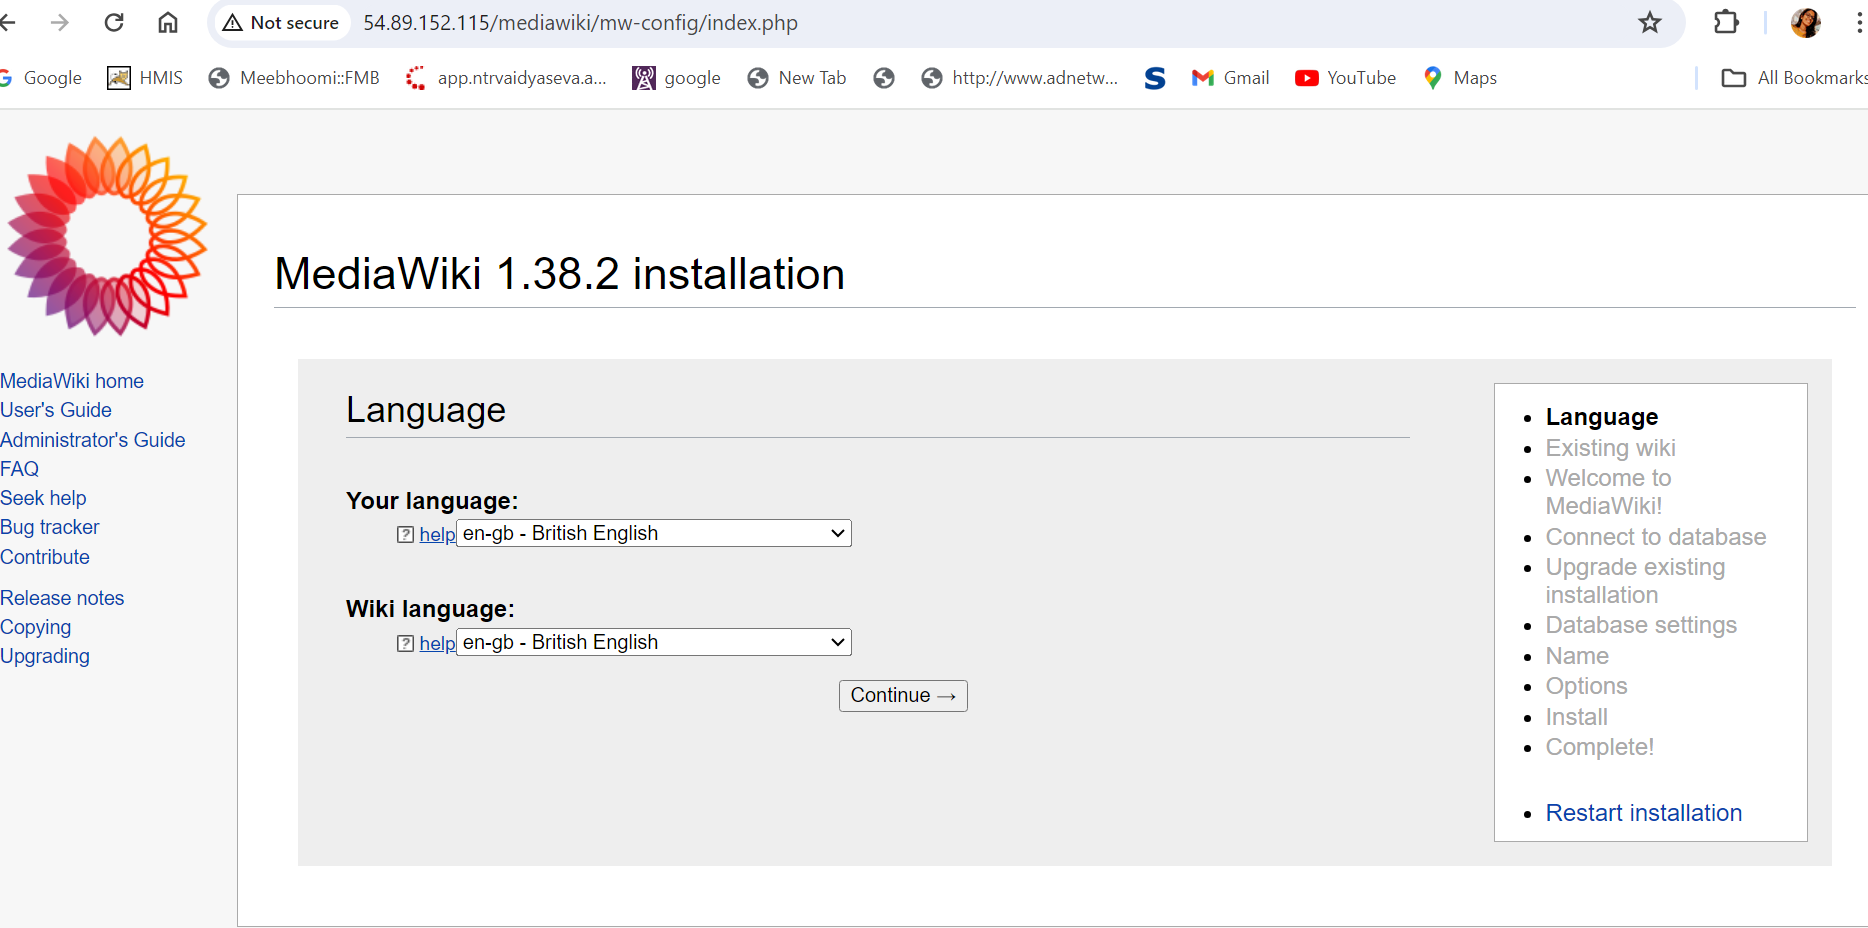 Not secure 54.89.152.115/mediawiki/mw-config/index.php
Google HMIS Meebhoomi::FMB app.ntrvaidyaseva.a... google New Tab http://www.adnetw... S Gmail YouTube Maps All Bookmarks
MediaWiki home
User's Guide
Administrator's Guide
FAQ
Seek help
Bug tracker
Contribute
Release notes
Copying
Upgrading
MediaWiki 1.38.2 installation
Language
Your language:
? help en-gb - British English
Wiki language:
? help en-gb - British English
Continue →
Language
Existing wiki
Welcome to
MediaWiki!
Connect to database
Upgrade existing
installation
Database settings
Name
Options
Install
Complete!
Restart installation